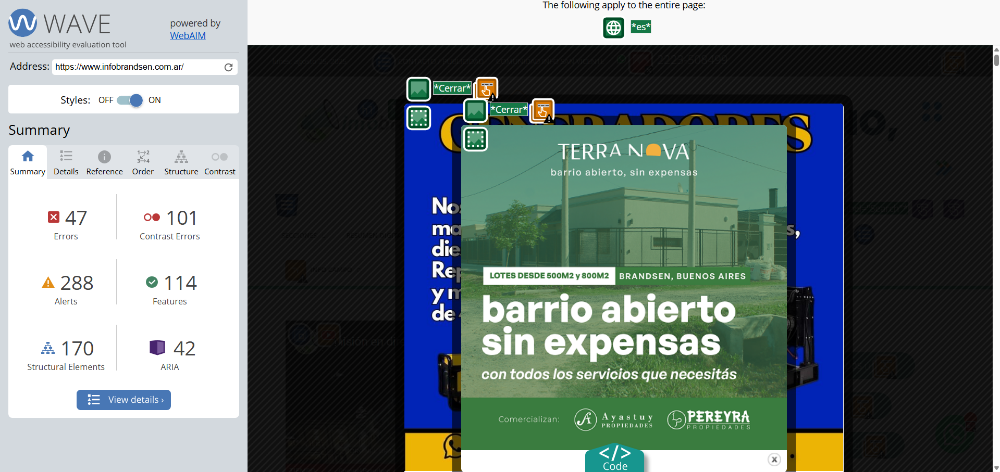 WAVE
web accessibility evaluation tool
powered by
WebAIM
Address: https://www.infobrandsen.com.ar/
Styles: OFF ON
Summary
Summary Details Reference Order Structure Contrast
47 Errors
101 Contrast Errors
288 Alerts
114 Features
170 Structural Elements
42 ARIA
View details ›
The following apply to the entire page:
*es*
*Cerrar*
*Cerrar*
GENERADORES
TERRA NOVA
barrio abierto, sin expensas
LOTES DESDE 500M2 y 800M2 BRANDSEN, BUENOS AIRES
barrio abierto
sin expensas
con todos los servicios que necesitás
Comercializan: Ayastuy PROPIEDADES PEREYRA PROPIEDADES
</> Code
x